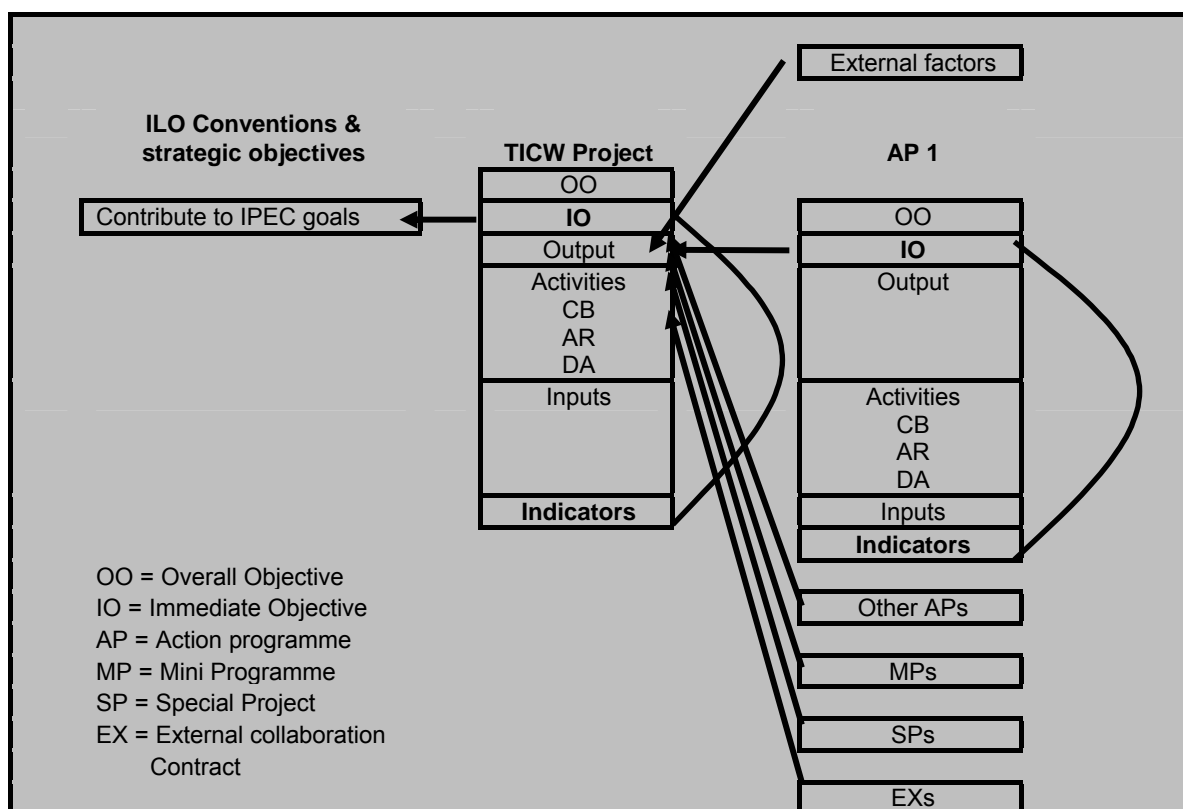 External factors
ILO Conventions &
strategic objectives
Contribute to IPEC goals
TICW Project
OO
IO
Output
Activities
CB
AR
DA
Inputs
Indicators
AP 1
OO
IO
Output
Activities
CB
AR
DA
Inputs
Indicators
Other APs
MPs
SPs
EXs
OO = Overall Objective
IO = Immediate Objective
AP = Action programme
MP = Mini Programme
SP = Special Project
EX = External collaboration
Contract